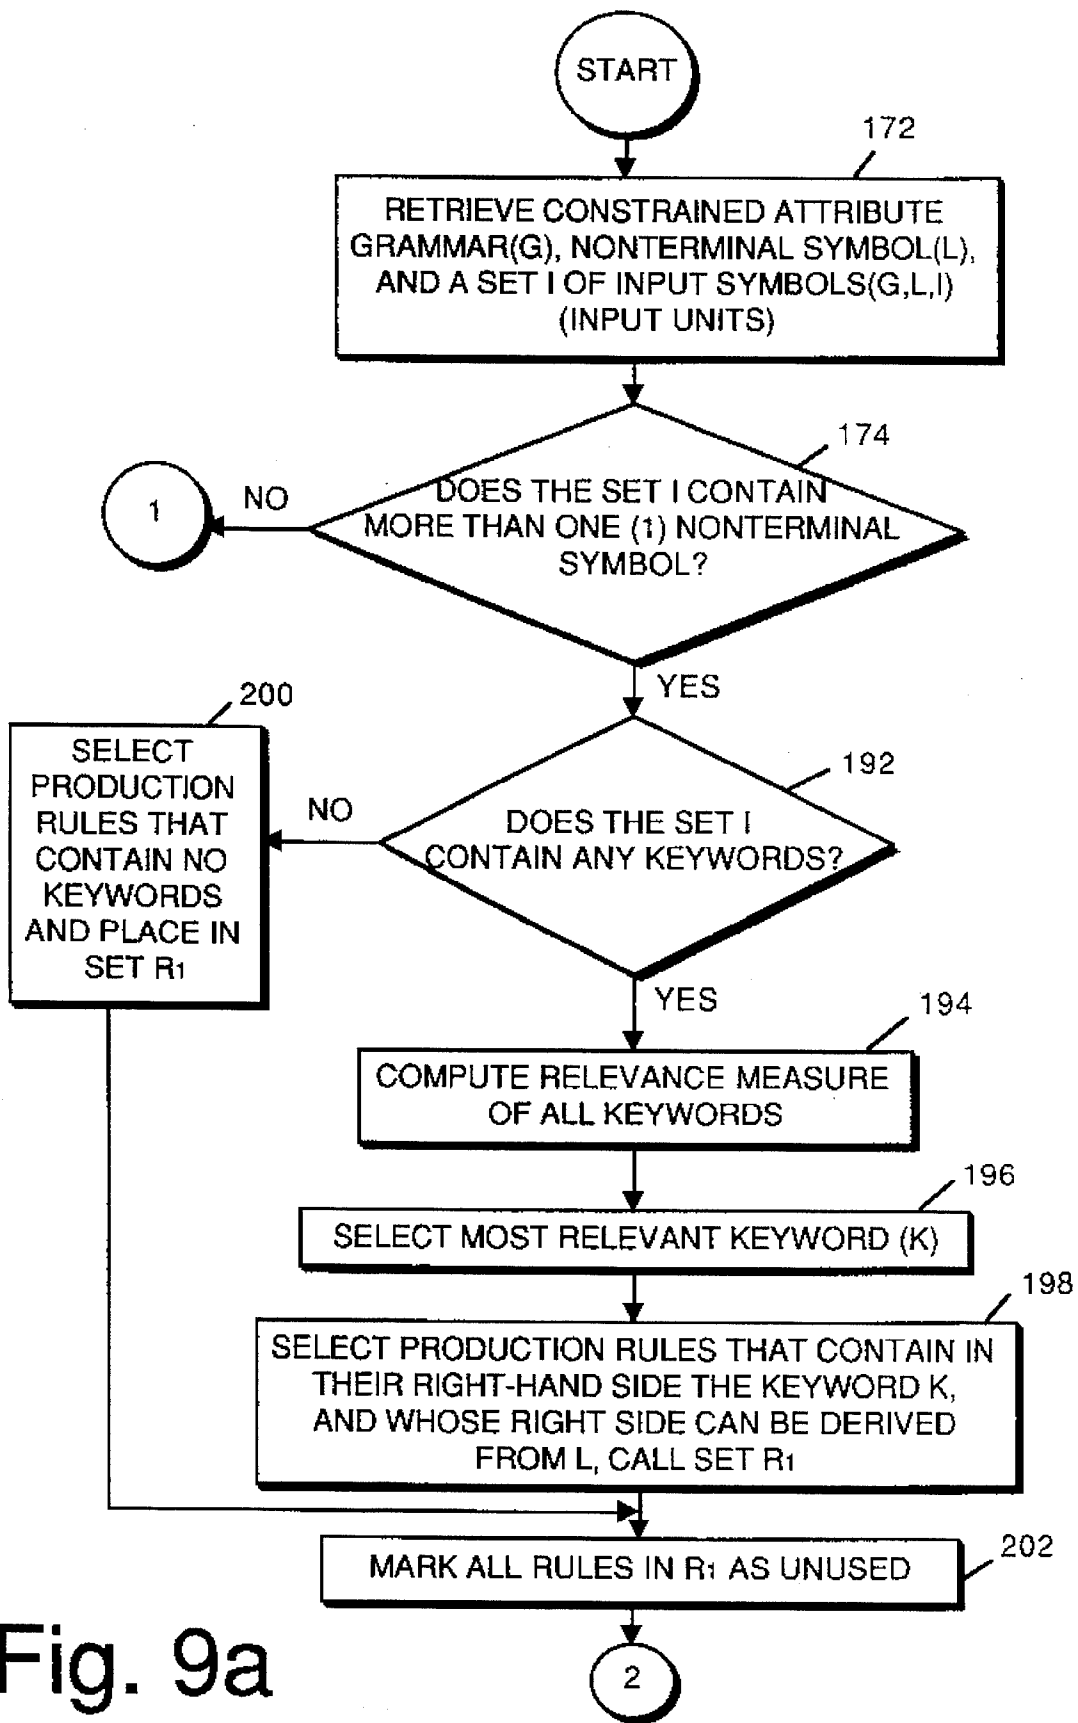 START
172
RETRIEVE CONSTRAINED ATTRIBUTE
GRAMMAR(G), NONTERMINAL SYMBOL(L),
AND A SET I OF INPUT SYMBOLS(G,L,I)
(INPUT UNITS)
174
DOES THE SET I CONTAIN
MORE THAN ONE (1) NONTERMINAL
SYMBOL?
NO
1
YES
200
SELECT
PRODUCTION
RULES THAT
CONTAIN NO
KEYWORDS
AND PLACE IN
SET R1
NO
192
DOES THE SET I
CONTAIN ANY KEYWORDS?
YES
194
COMPUTE RELEVANCE MEASURE
OF ALL KEYWORDS
196
SELECT MOST RELEVANT KEYWORD (K)
198
SELECT PRODUCTION RULES THAT CONTAIN IN
THEIR RIGHT-HAND SIDE THE KEYWORD K,
AND WHOSE RIGHT SIDE CAN BE DERIVED
FROM L, CALL SET R1
MARK ALL RULES IN R1 AS UNUSED
202
2
Fig. 9a